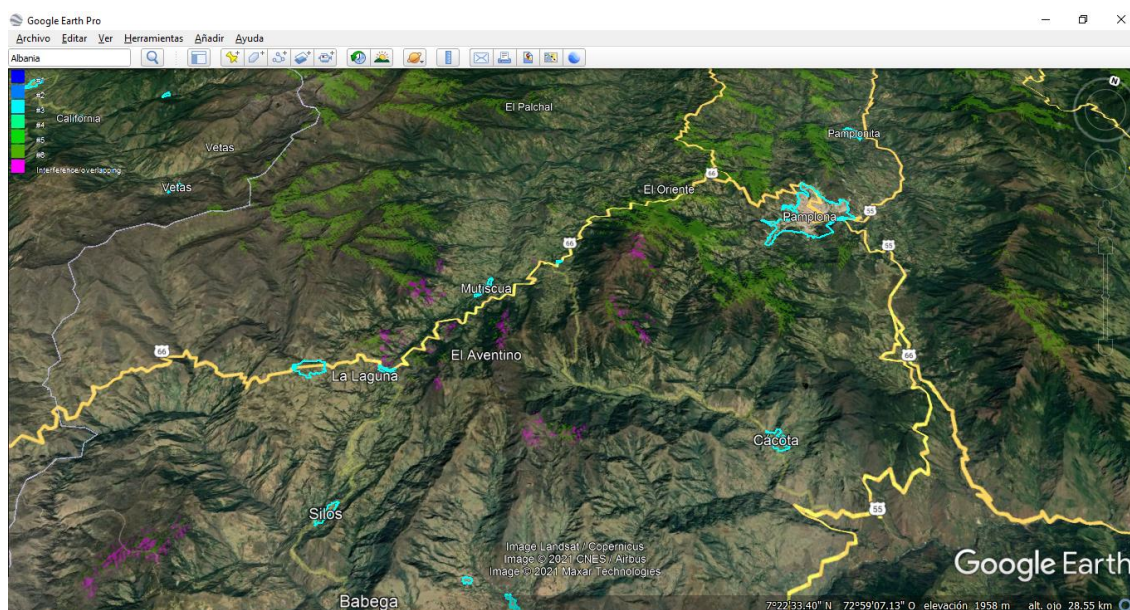 Google Earth Pro
Archivo Editar Ver Herramientas Añadir Ayuda
Albania
#2
#3
#4
#5
#6
Interference/overlapping
California
Vetas
Vetas
El Palchal
Pamplonita
N
66
El Oriente
Pamplona
55
55
66
Mutiscua
66
El Aventino
La Laguna
66
Cacota
55
Silos
Babega
Image Landsat / Copernicus
Image © 2021 CNES / Airbus
Image © 2021 Maxar Technologies
Google Earth
7°22'33.40" N 72°59'07.13" O elevación 1958 m alt. ojo 28.55 km